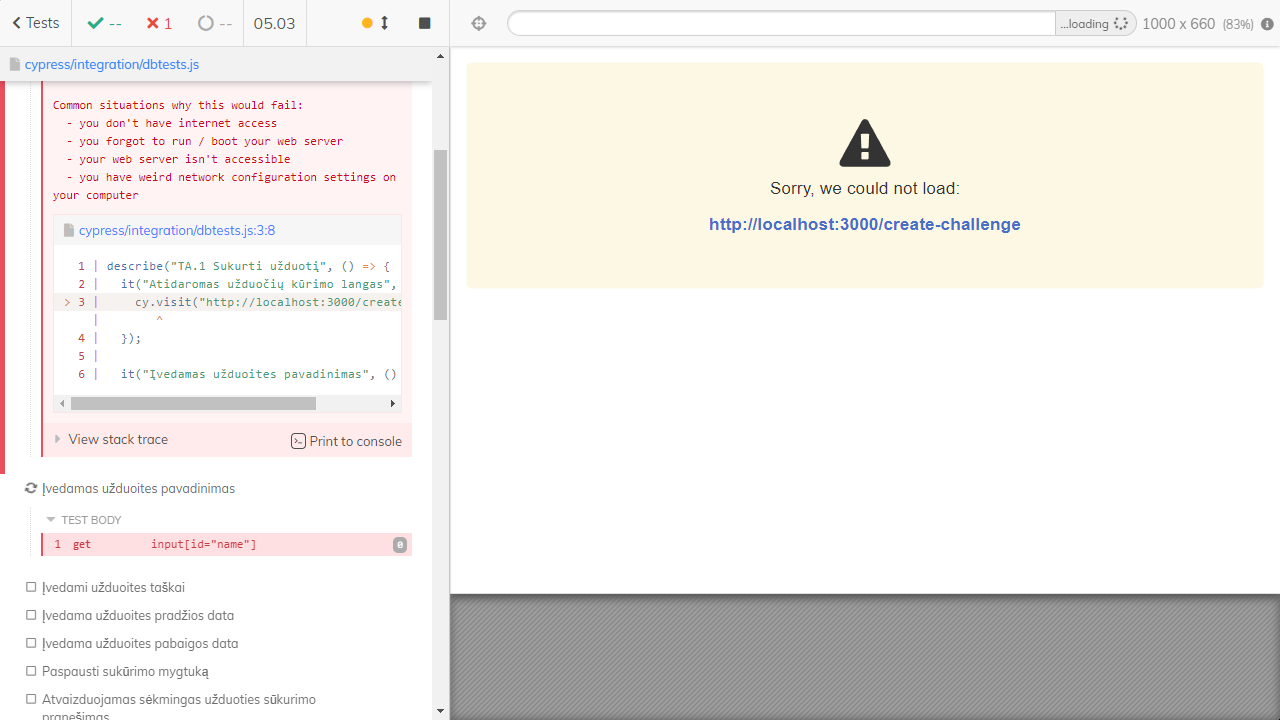 Tests
--
1
--
05.03
...loading
1000 x 660 (83%)
cypress/integration/dbtests.js
Common situations why this would fail:
- you don't have internet access
- you forgot to run / boot your web server
- your web server isn't accessible
- you have weird network configuration settings on
your computer
cypress/integration/dbtests.js:3:8
1 | describe("TA.1 Sukurti užduotį", () => {
2 | it("Atidaromas užduočių kūrimo langas",
> 3 | cy.visit("http://localhost:3000/create
| ^
4 | });
5 |
6 | it("Įvedamas užduoites pavadinimas", ()
View stack trace
Print to console
Įvedamas užduoites pavadinimas
TEST BODY
1 get input[id="name"] 0
Įvedami užduoites taškai
Įvedama užduoites pradžios data
Įvedama užduoites pabaigos data
Paspausti sukūrimo mygtuką
Atvaizduojamas sėkmingas užduoties sūkurimo
pranešimas
Sorry, we could not load:
http://localhost:3000/create-challenge